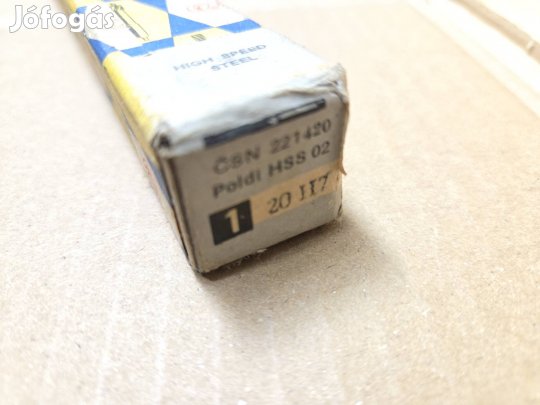 Jófogás
HIGH SPEED
STEEL
ČSN 221420
Poldi HSS 02
1 20 H7